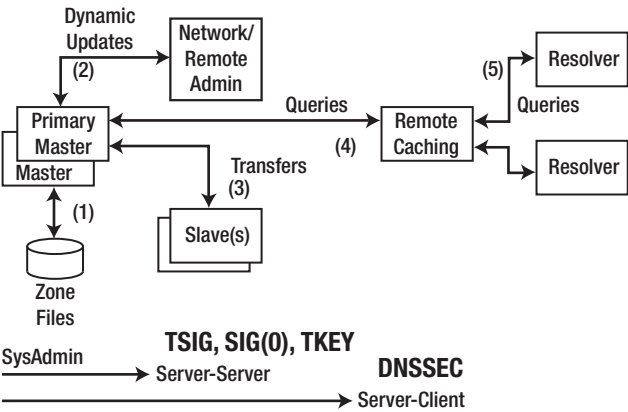 Dynamic
Updates
(2)
Network/
Remote
Admin
(5)
Resolver
Queries
Queries
Primary
Master
Master
Remote
Caching
(4)
Resolver
Transfers
(3)
(1)
Slave(s)
Zone
Files
TSIG, SIG(0), TKEY
SysAdmin
Server-Server
DNSSEC
Server-Client